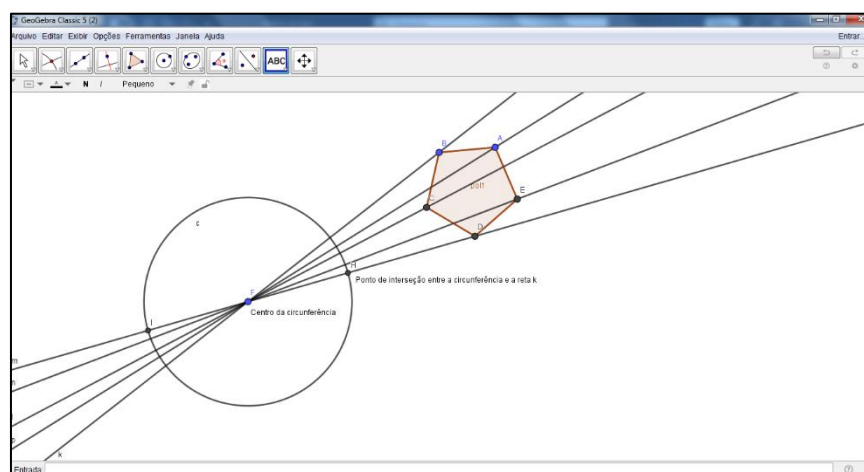 GeoGebra Classic 5 (2)
Arquivo Editar Exibir Opções Ferramentas Janela Ajuda
Entrar...
ABC
A N I Pequeno
B
A
pol1
C
E
D
c
H
Ponto de interseção entre a circunferência e a reta k
F
Centro da circunferência
I
m
n
p
k
Entrada: